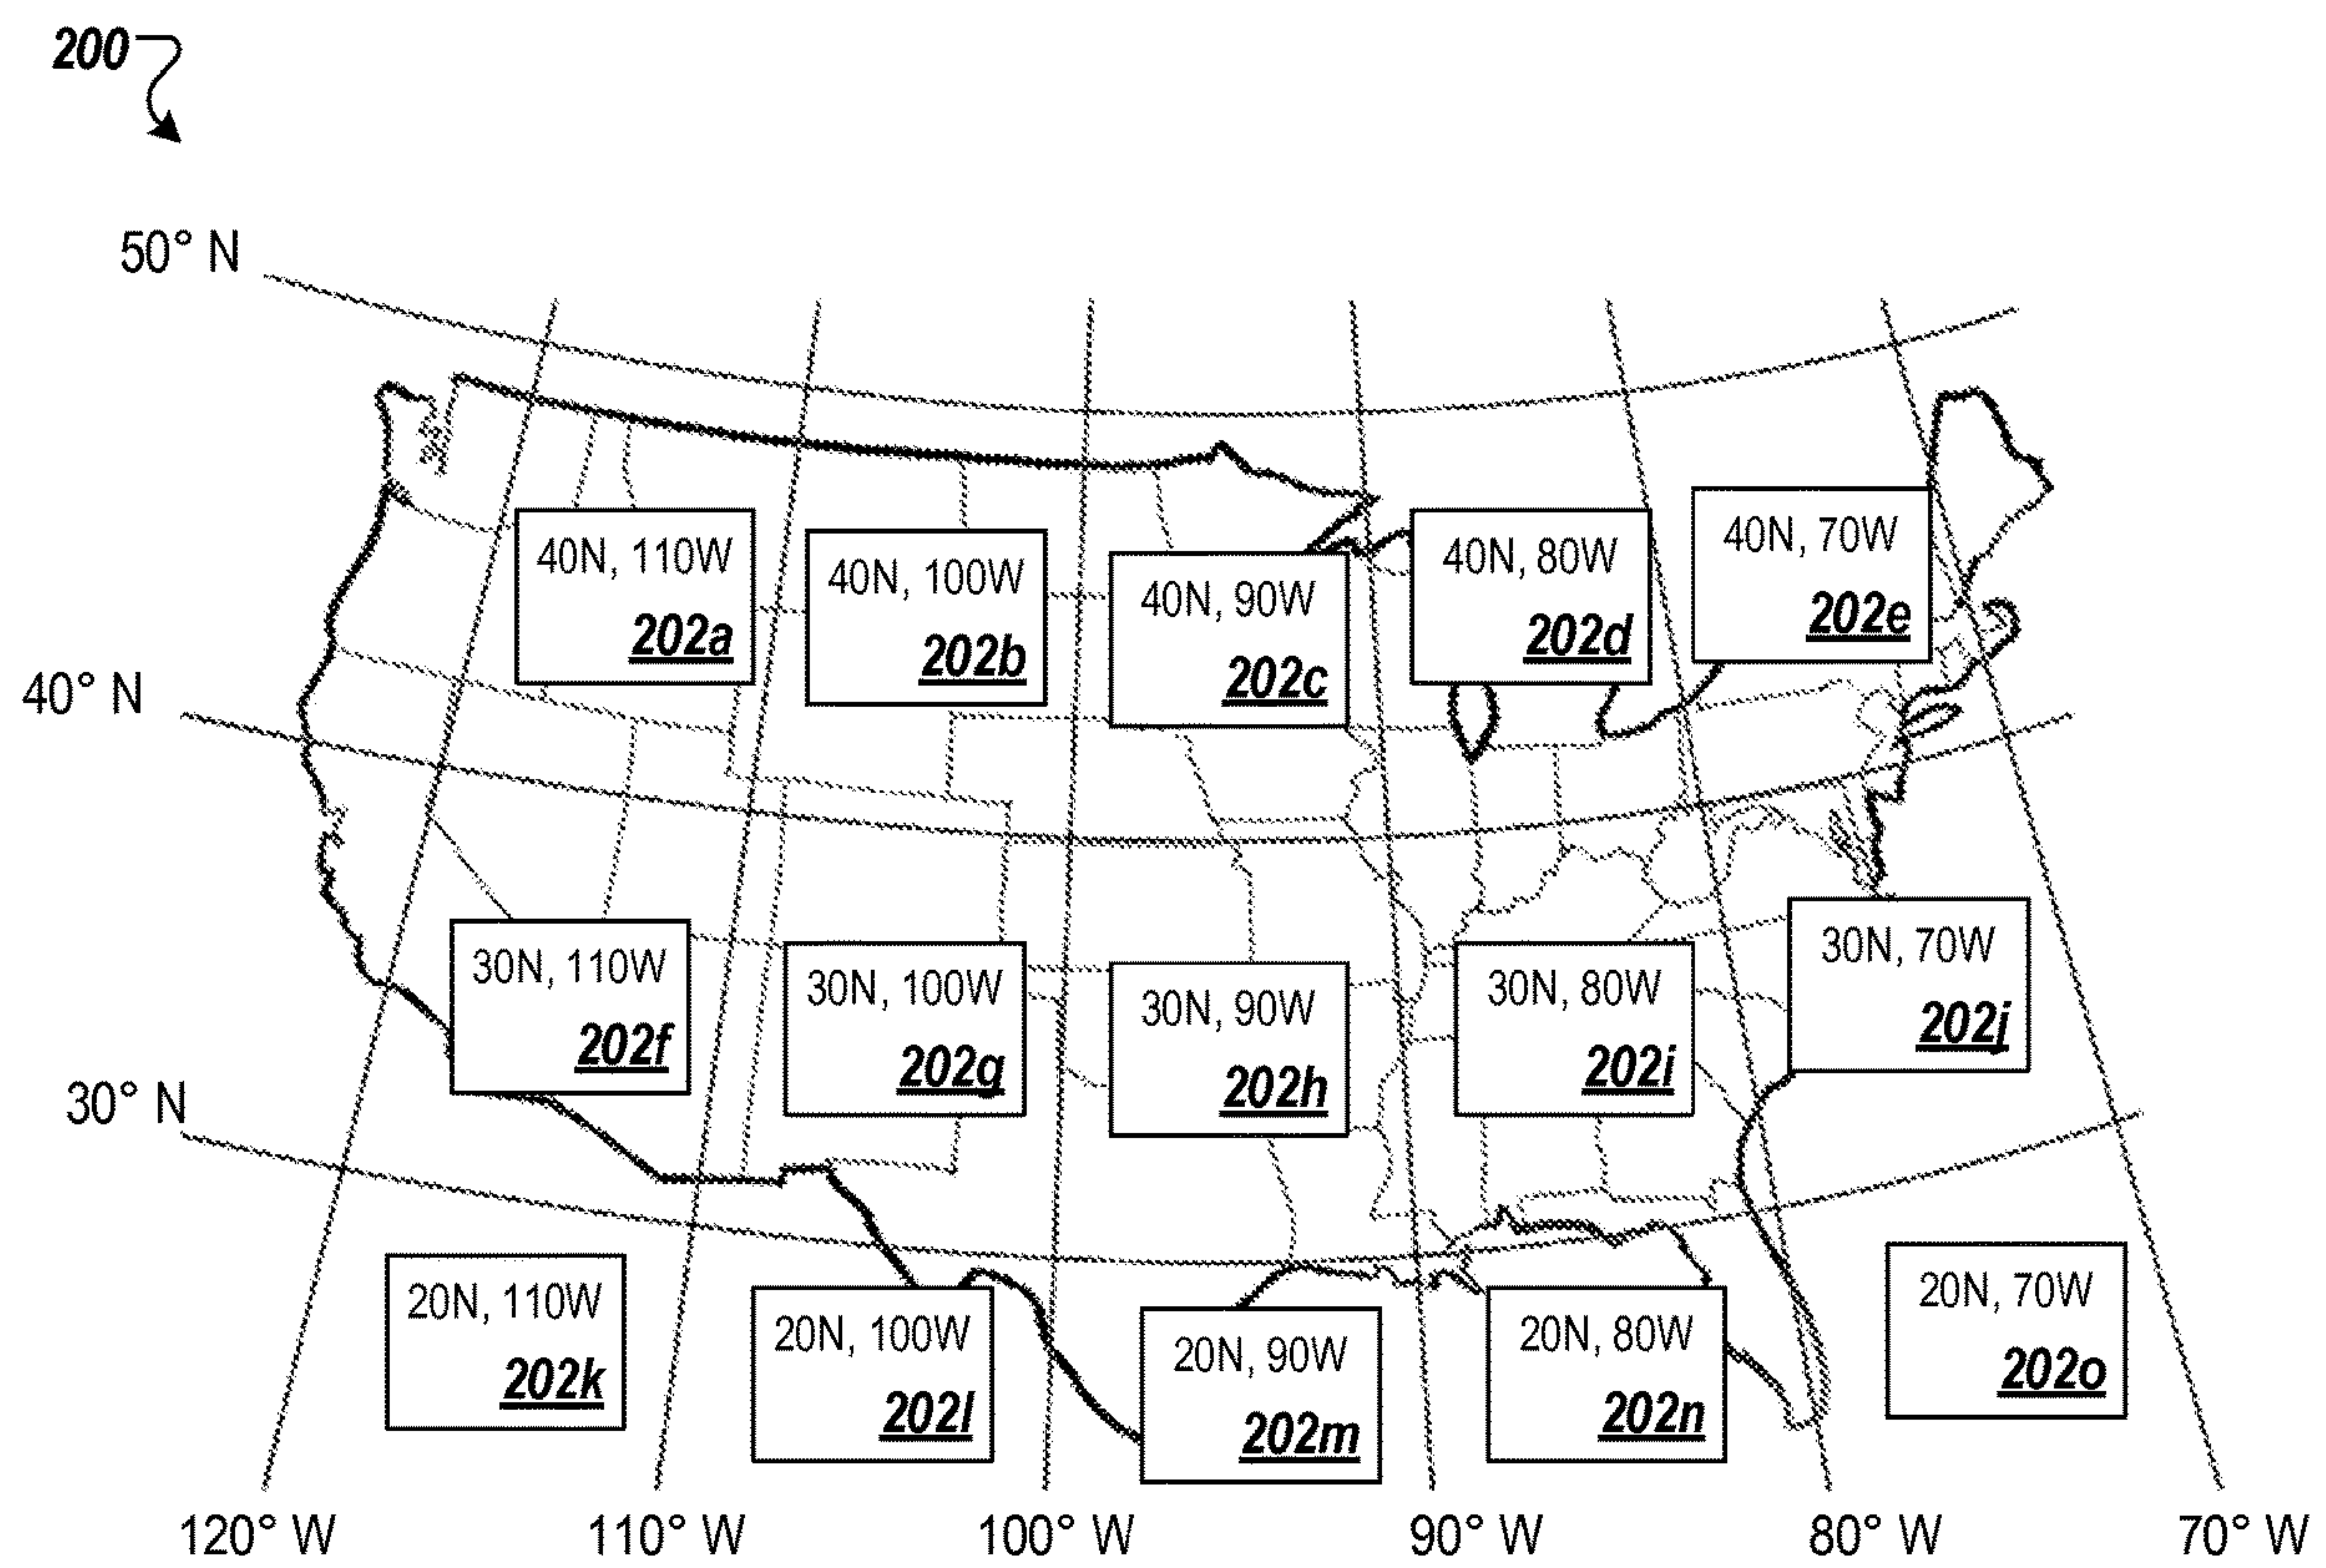 200
50° N
40N, 110W
202a
40N, 100W
202b
40N, 90W
202c
40N, 80W
202d
40N, 70W
202e
40° N
30N, 110W
202f
30N, 100W
202g
30N, 90W
202h
30N, 80W
202i
30N, 70W
202j
30° N
20N, 110W
202k
20N, 100W
202l
20N, 90W
202m
20N, 80W
202n
20N, 70W
202o
120° W
110° W
100° W
90° W
80° W
70° W